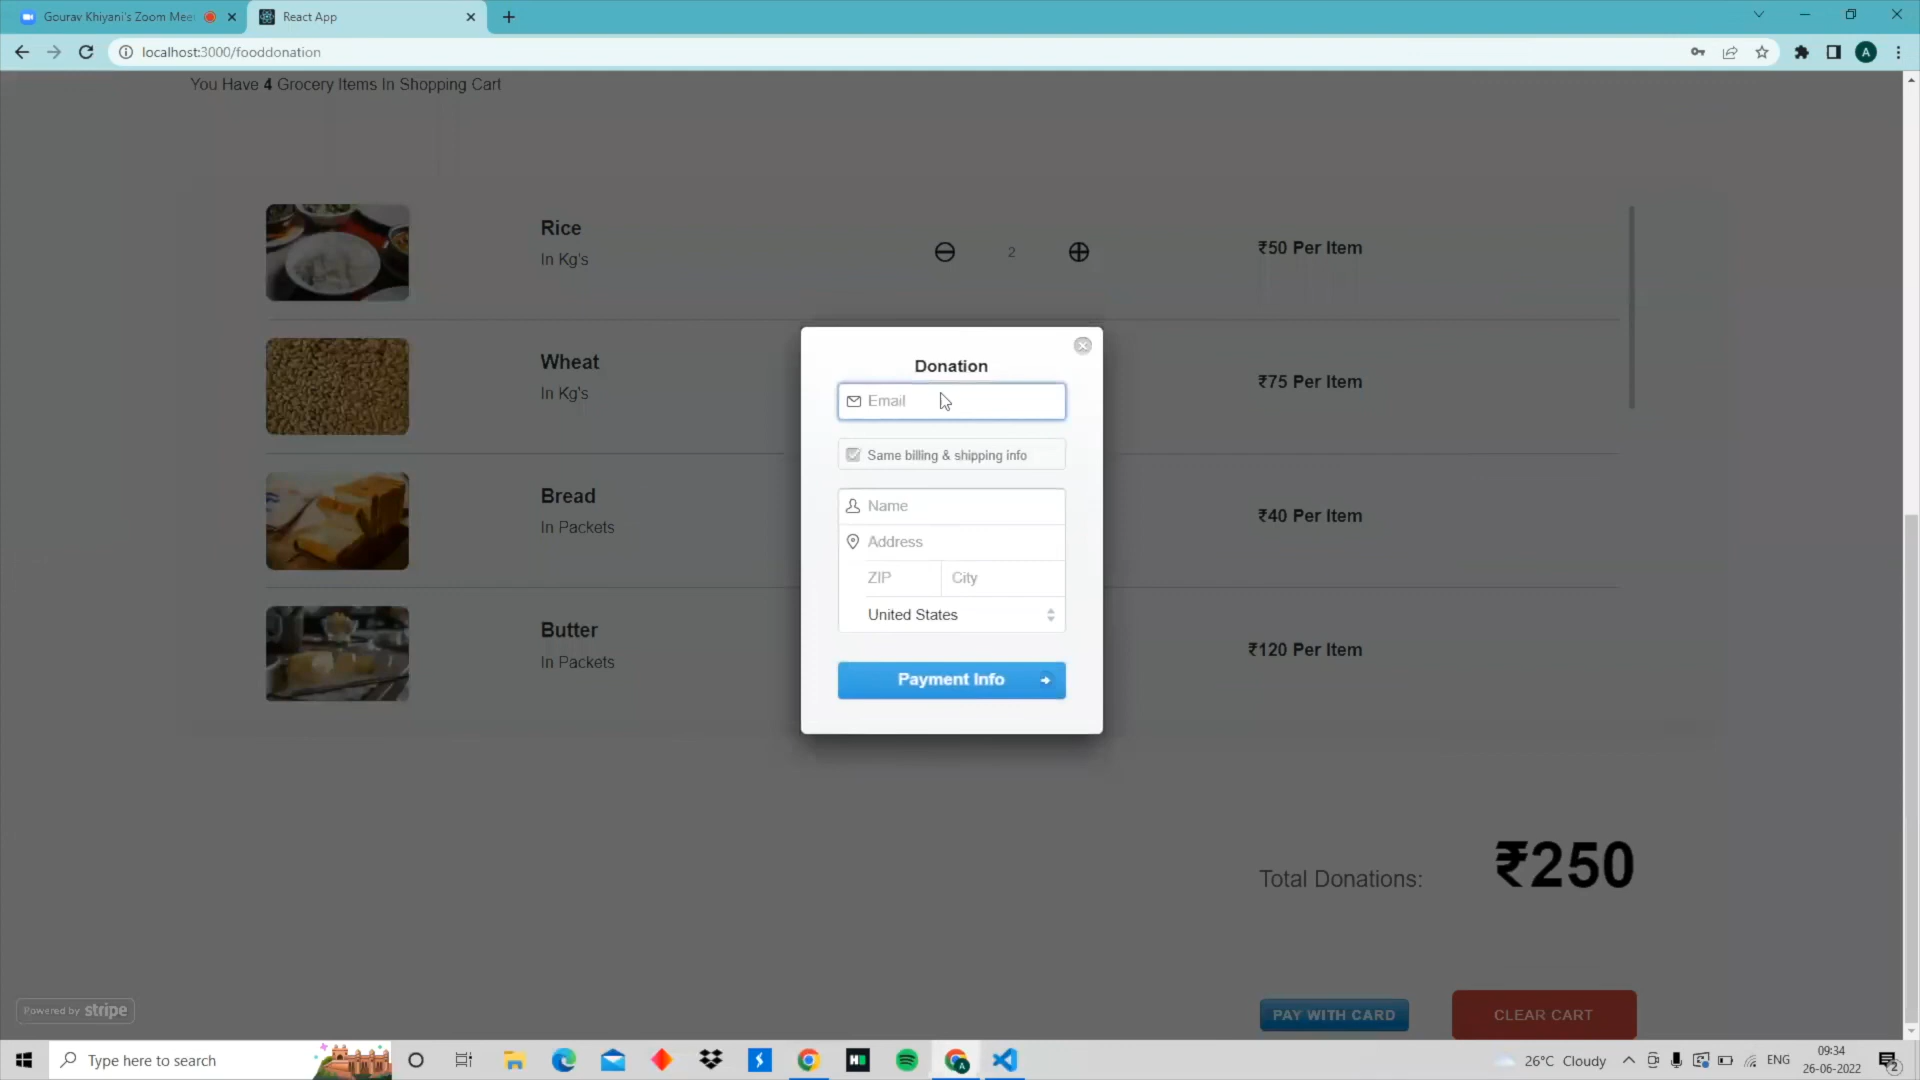 Gourav Khiyani's Zoom Mee
React App
localhost:3000/fooddonation
A
You Have 4 Grocery Items In Shopping Cart
Rice
In Kg's
2
₹50 Per Item
Wheat
In Kg's
₹75 Per Item
Bread
In Packets
₹40 Per Item
Butter
In Packets
₹120 Per Item
Donation
Email
Same billing & shipping info
Name
Address
ZIP City
United States
Payment Info
Total Donations: ₹250
Powered by stripe
PAY WITH CARD
CLEAR CART
Type here to search
26°C Cloudy
ENG
09:34
26-06-2022
2